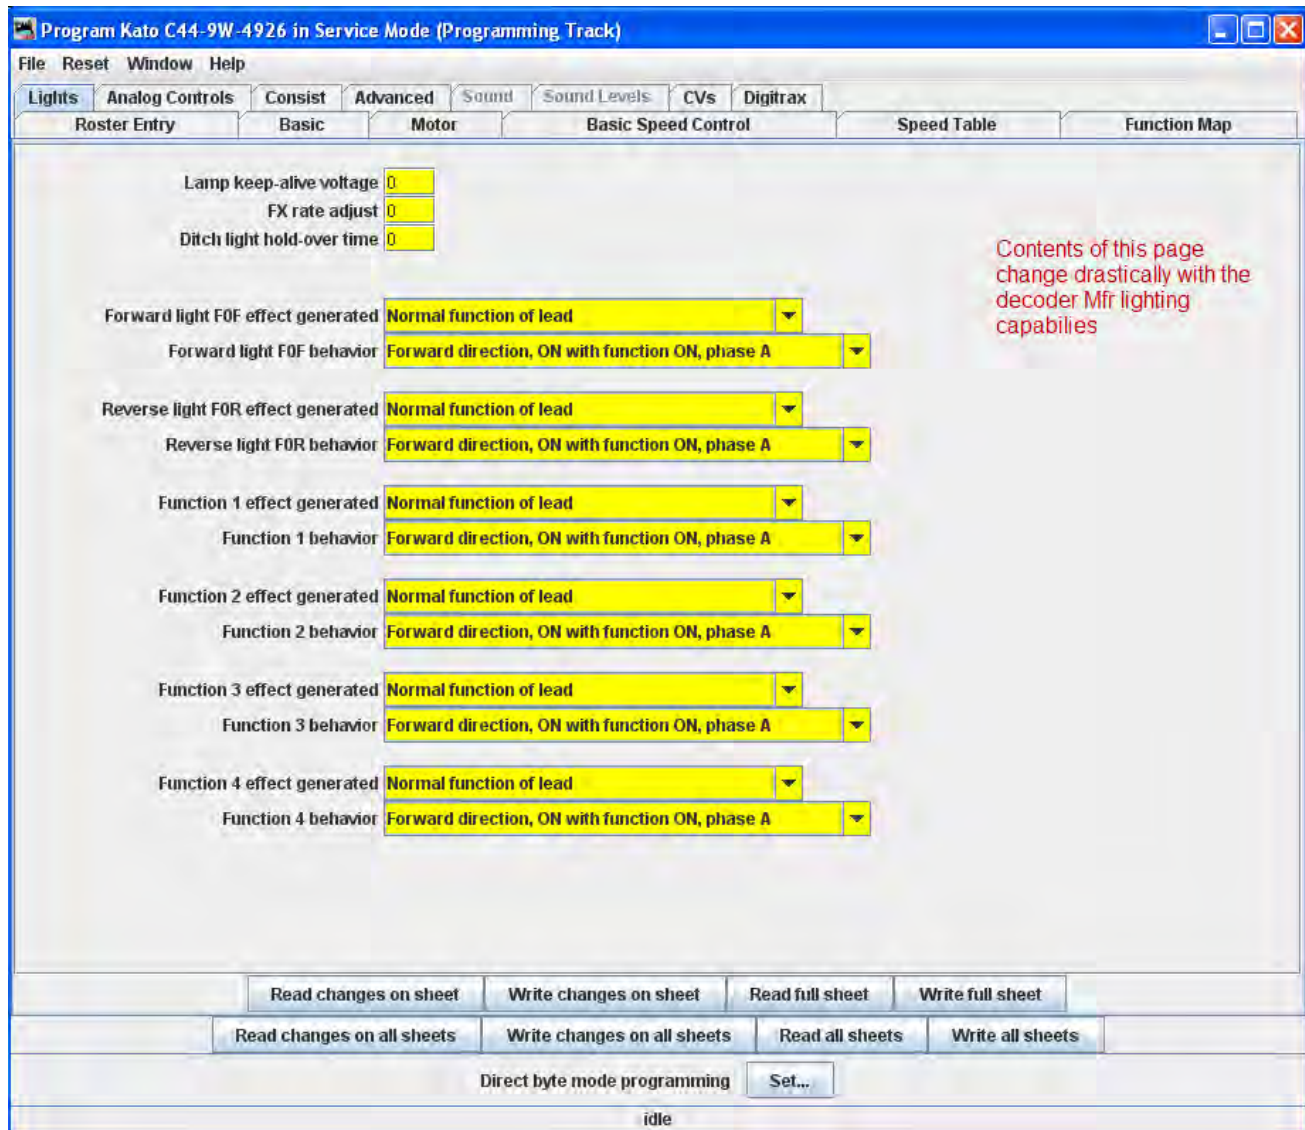 Program Kato C44-9W-4926 in Service Mode (Programming Track)
File Reset Window Help
Lights Analog Controls Consist Advanced Sound Sound Levels CVs Digitrax
Roster Entry Basic Motor Basic Speed Control Speed Table Function Map
Lamp keep-alive voltage 0
FX rate adjust 0
Ditch light hold-over time 0
Contents of this page
change drastically with the
decoder Mfr lighting
capabilies
Forward light F0F effect generated Normal function of lead
Forward light F0F behavior Forward direction, ON with function ON, phase A
Reverse light F0R effect generated Normal function of lead
Reverse light F0R behavior Forward direction, ON with function ON, phase A
Function 1 effect generated Normal function of lead
Function 1 behavior Forward direction, ON with function ON, phase A
Function 2 effect generated Normal function of lead
Function 2 behavior Forward direction, ON with function ON, phase A
Function 3 effect generated Normal function of lead
Function 3 behavior Forward direction, ON with function ON, phase A
Function 4 effect generated Normal function of lead
Function 4 behavior Forward direction, ON with function ON, phase A
Read changes on sheet Write changes on sheet Read full sheet Write full sheet
Read changes on all sheets Write changes on all sheets Read all sheets Write all sheets
Direct byte mode programming Set...
idle